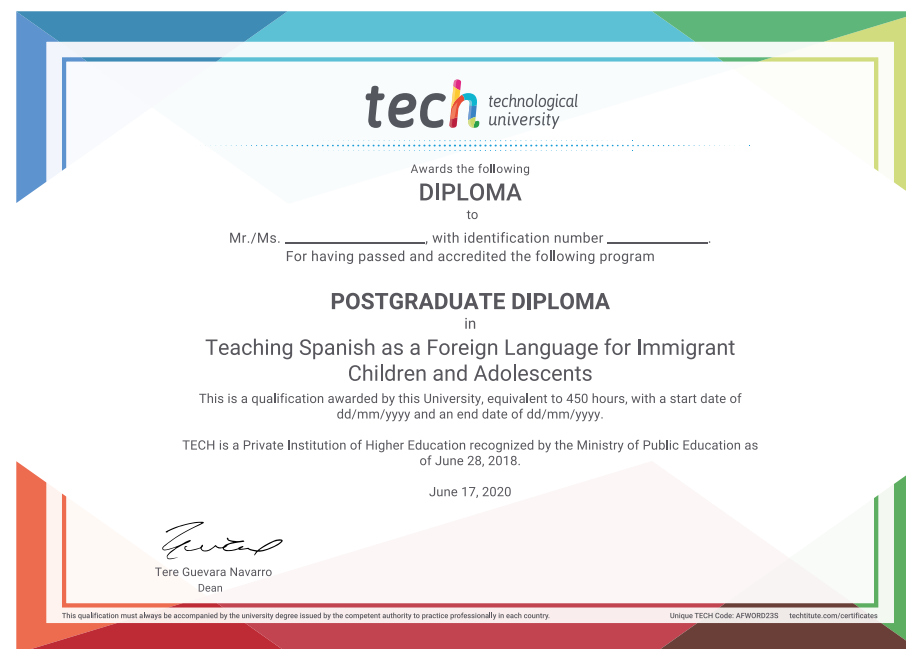 tech technological
university
Awards the following
DIPLOMA
to
Mr./Ms. ____________________, with identification number ______________.
For having passed and accredited the following program
POSTGRADUATE DIPLOMA
in
Teaching Spanish as a Foreign Language for Immigrant
Children and Adolescents
This is a qualification awarded by this University, equivalent to 450 hours, with a start date of
dd/mm/yyyy and an end date of dd/mm/yyyy.
TECH is a Private Institution of Higher Education recognized by the Ministry of Public Education as
of June 28, 2018.
June 17, 2020
Tere Guevara Navarro
Dean
This qualification must always be accompanied by the university degree issued by the competent authority to practice professionally in each country. Unique TECH Code: AFWORD23S techtitute.com/certificates